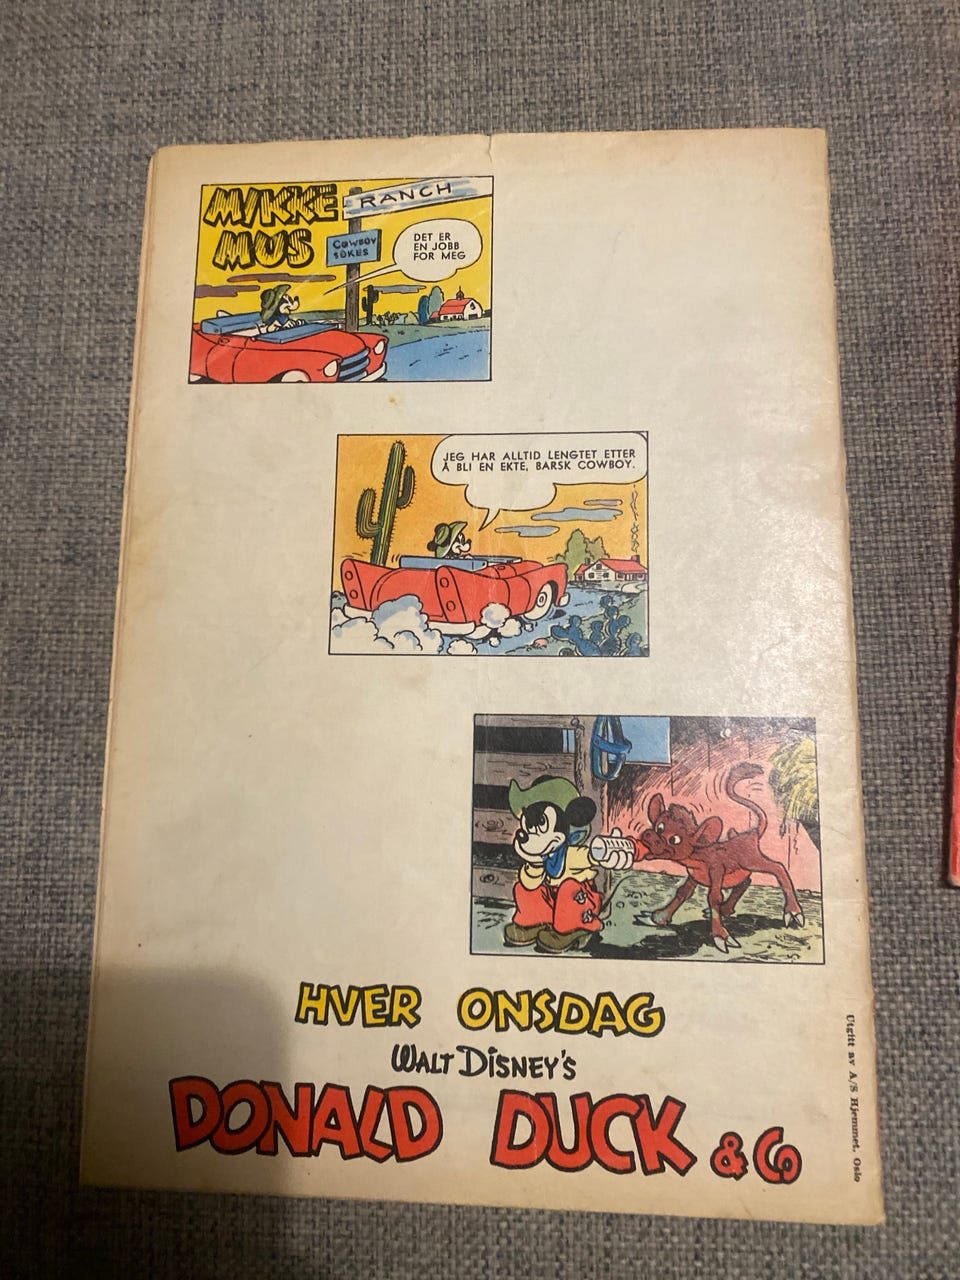 MIKKE
MUS
RANCH
COWBOY
SØKES
DET ER
EN JOBB
FOR MEG
JEG HAR ALLTID LENGTET ETTER
Å BLI EN EKTE, BARSK COWBOY.
HVER ONSDAG
WALT DISNEY'S
DONALD DUCK & CO
Utgitt av A/S Hjemmet, Oslo